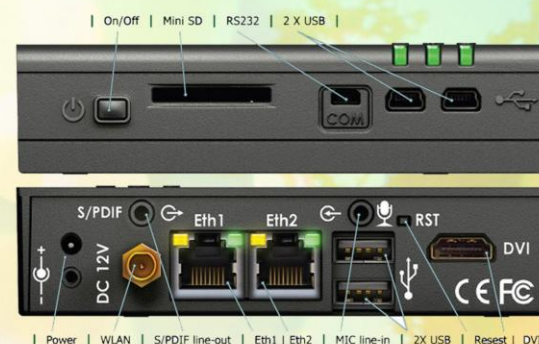 | On/Off | Mini SD | RS232 | 2 X USB |
COM
S/PDIF Eth1 Eth2 RST
DVI
DC 12V
CE FC
| Power | WLAN | S/PDIF line-out | Eth1 | Eth2 | MIC line-in | 2X USB | Resest | DVI